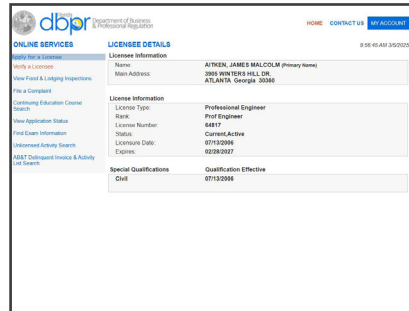 Florida
dbpr Department of Business & Professional Regulation
HOME CONTACT US MY ACCOUNT
ONLINE SERVICES
Apply for a License
Verify a Licensee
View Food & Lodging Inspections
File a Complaint
Continuing Education Course
Search
View Application Status
Find Exam Information
Unlicensed Activity Search
AB&T Delinquent Invoice & Activity
List Search
LICENSEE DETAILS 9:56:45 AM 3/5/2025
Licensee Information
Name: AITKEN, JAMES MALCOLM (Primary Name)
Main Address: 3905 WINTERS HILL DR.
ATLANTA Georgia 30360
License Information
License Type: Professional Engineer
Rank: Prof Engineer
License Number: 64817
Status: Current,Active
Licensure Date: 07/13/2006
Expires: 02/28/2027
Special Qualifications Qualification Effective
Civil 07/13/2006